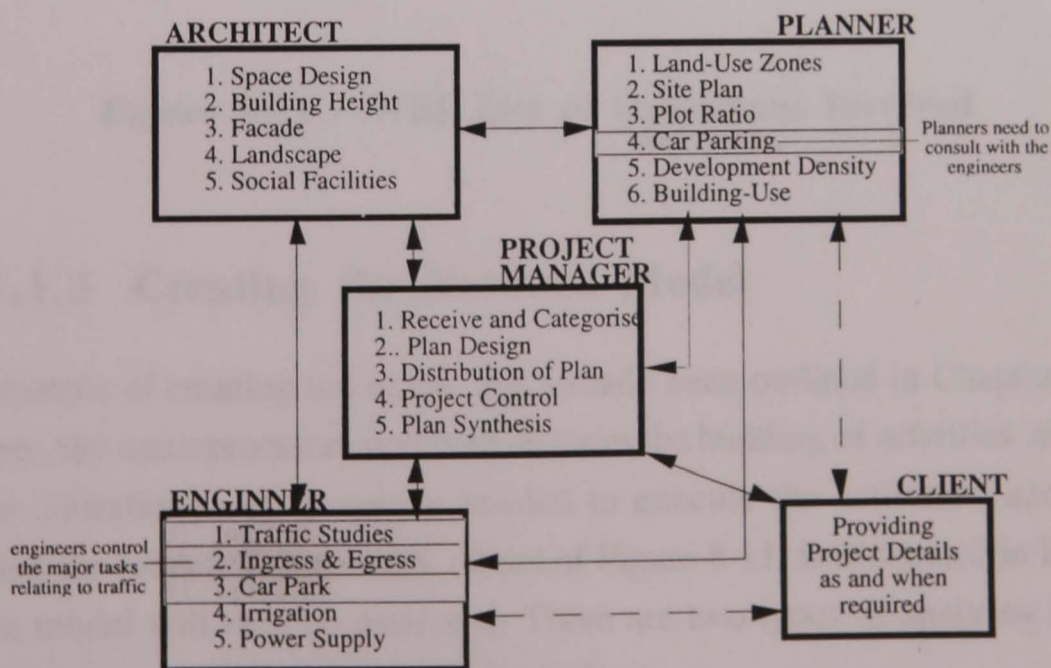 ARCHITECT
1. Space Design
2. Building Height
3. Facade
4. Landscape
5. Social Facilities
PLANNER
1. Land-Use Zones
2. Site Plan
3. Plot Ratio
4. Car Parking
5. Development Density
6. Building-Use
Planners need to
consult with the
engineers
PROJECT
MANAGER
1. Receive and Categorise
2.. Plan Design
3. Distribution of Plan
4. Project Control
5. Plan Synthesis
ENGINNER
1. Traffic Studies
2. Ingress & Egress
3. Car Park
4. Irrigation
5. Power Supply
engineers control
the major tasks
relating to traffic
CLIENT
Providing
Project Details
as and when
required